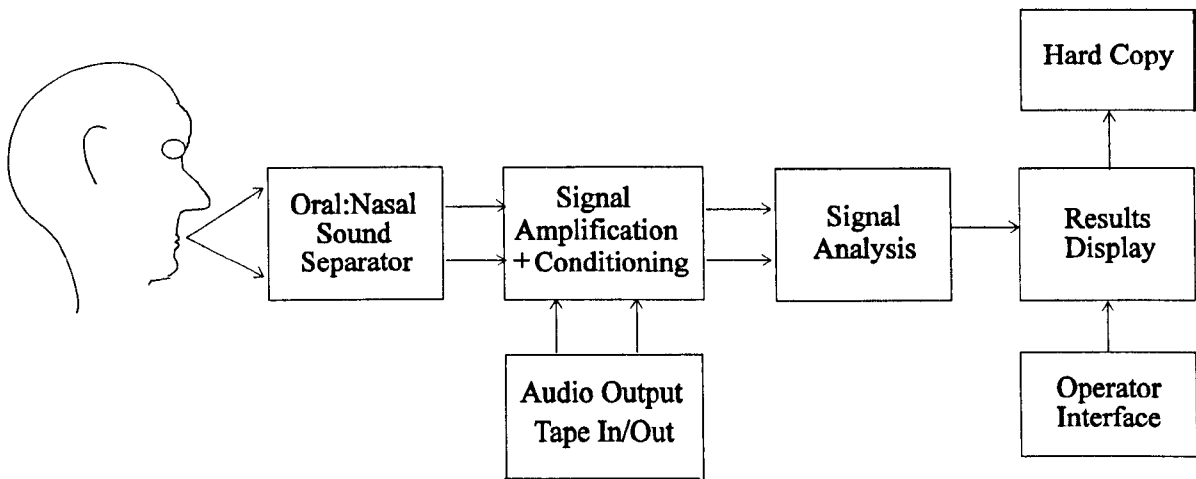 Hard Copy
Oral:Nasal
Sound
Separator
Signal
Amplification
+ Conditioning
Signal
Analysis
Results
Display
Audio Output
Tape In/Out
Operator
Interface